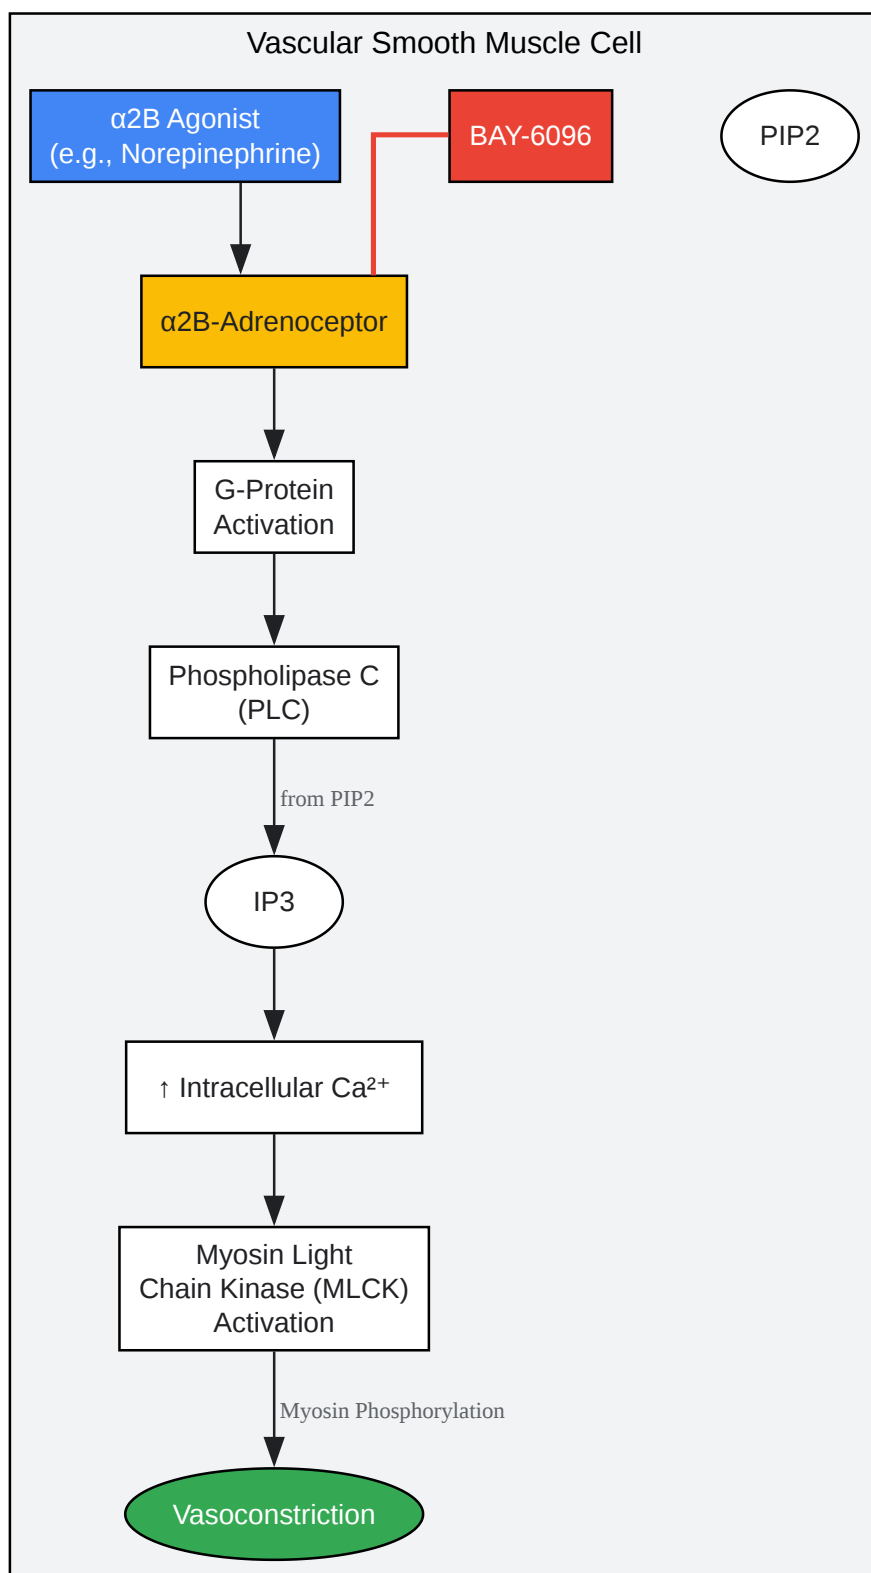 Vascular Smooth Muscle Cell
α2B Agonist
(e.g., Norepinephrine)
BAY-6096
PIP2
α2B-Adrenoceptor
G-Protein
Activation
Phospholipase C
(PLC)
from PIP2
IP3
↑ Intracellular Ca²⁺
Myosin Light
Chain Kinase (MLCK)
Activation
Myosin Phosphorylation
Vasoconstriction